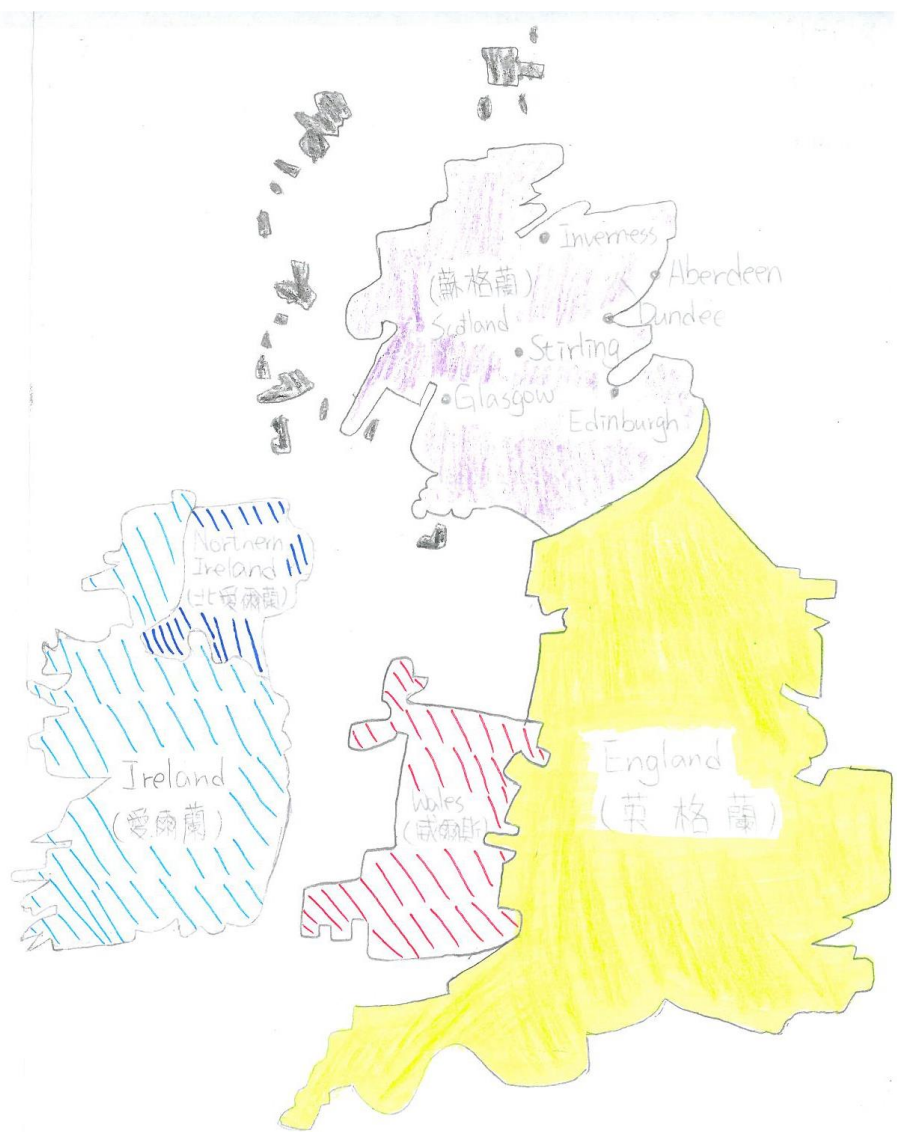 Inverness
Aberdeen
(蘇格蘭)
Scotland
Dundee
Stirling
Glasgow
Edinburgh
Northern
Ireland
(北愛爾蘭)
England
(英格蘭)
Ireland
(愛爾蘭)
Wales
(威爾斯)